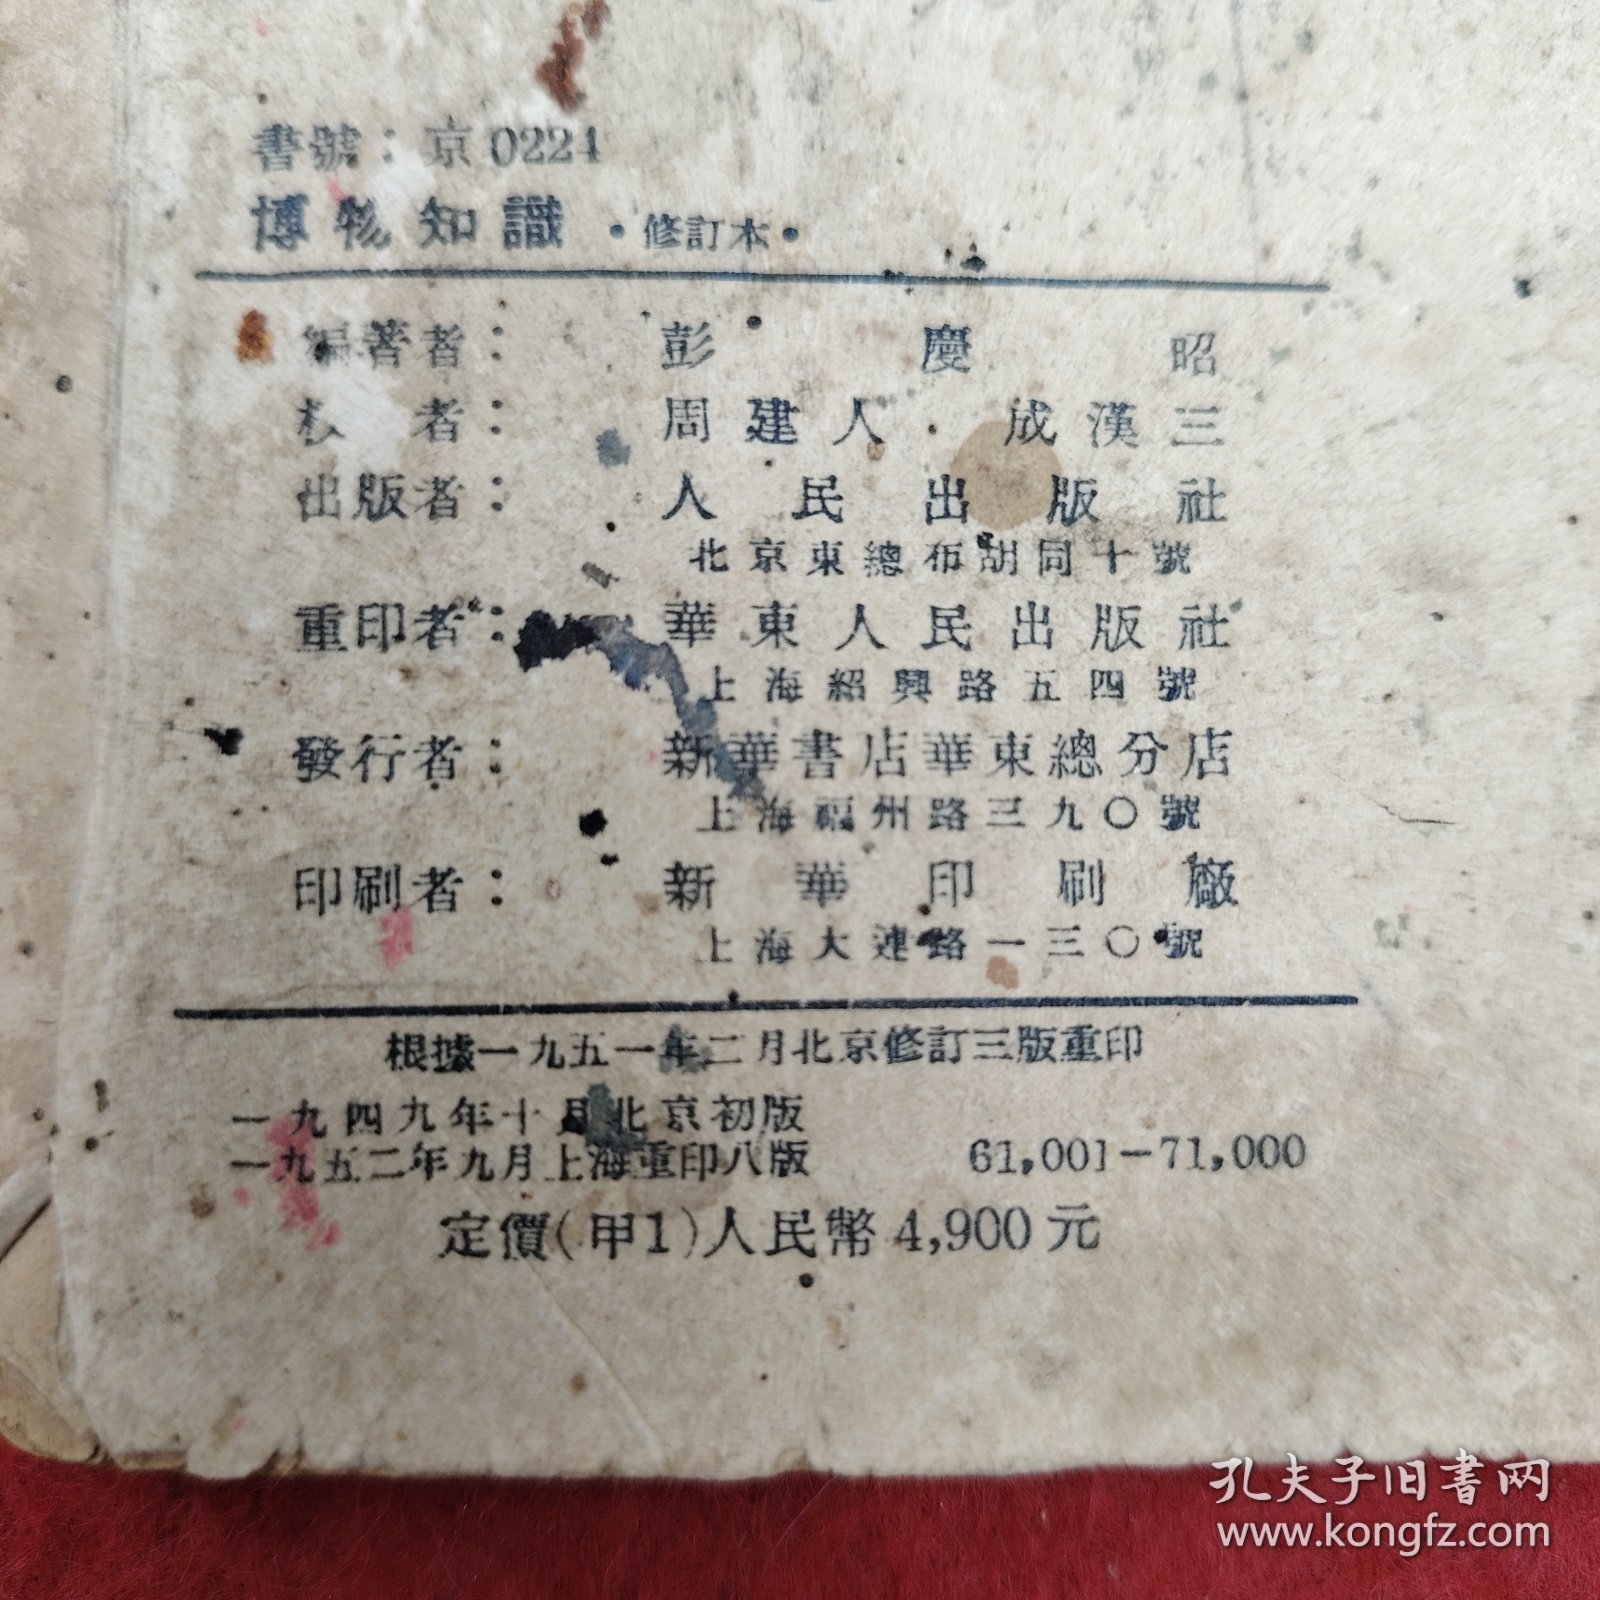 書號：京0224
博物知識 ·修訂本·
編著者： 彭慶昭
校者： 周建人·成漢三
出版者： 人民出版社
北京東總布胡同十號
重印者： 華東人民出版社
上海紹興路五四號
發行者： 新華書店華東總分店
上海福州路三九〇號
印刷者： 新華印刷廠
上海大連路一三〇號
根據一九五一年二月北京修訂三版重印
一九四九年十月北京初版
一九五二年九月上海重印八版 61,001－71,000
定價（甲1）人民幣4,900元
孔夫子旧書网
www.kongfz.com